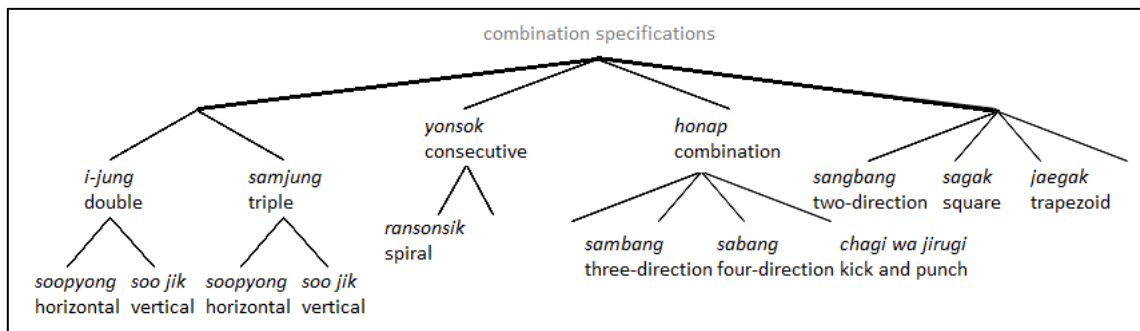 combination specifications
yonsok
consecutive
honap
combination
i-jung
double
samjung
triple
sangbang
two-direction
sagak
square
jaegak
trapezoid
ransonsik
spiral
sambang
three-direction
sabang
four-direction
chagi wa jirugi
kick and punch
soopyong
horizontal
soo jik
vertical
soopyong
horizontal
soo jik
vertical